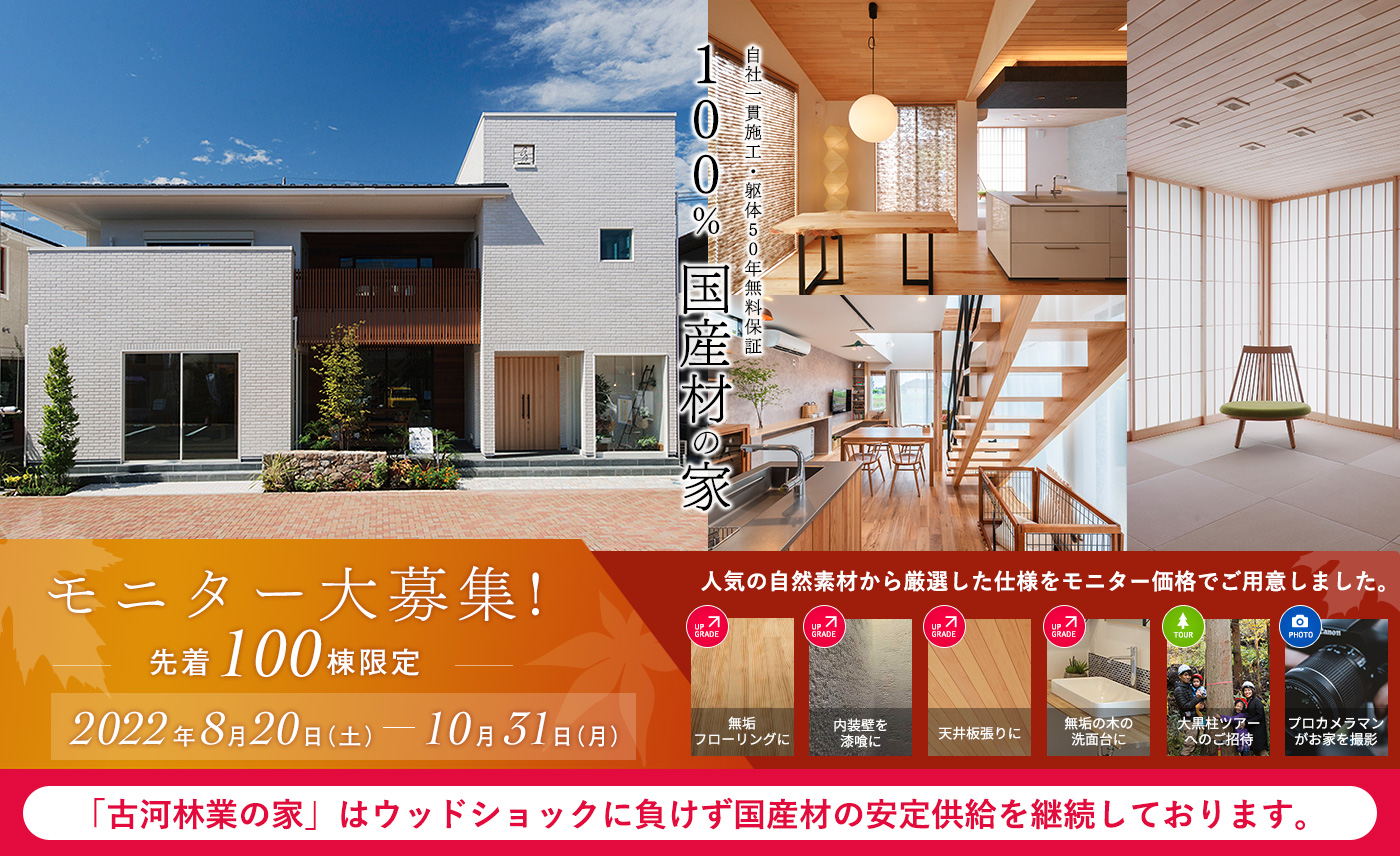 自社一貫施工・躯体50年無料保証
100% 国産材の家
モニター大募集!
先着100棟限定
2022年8月20日(土)―10月31日(月)
人気の自然素材から厳選した仕様をモニター価格でご用意しました。
UP GRADE
無垢
フローリングに
UP GRADE
内装壁を
漆喰に
UP GRADE
天井板張りに
UP GRADE
無垢の木の
洗面台に
TOUR
大黒柱ツアー
へのご招待
PHOTO
Canon
プロカメラマン
がお家を撮影
「古河林業の家」はウッドショックに負けず国産材の安定供給を継続しております。